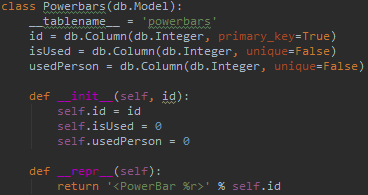 class Powerbars(db.Model):
    __tablename__ = 'powerbars'
    id = db.Column(db.Integer, primary_key=True)
    isUsed = db.Column(db.Integer, unique=False)
    usedPerson = db.Column(db.Integer, unique=False)

    def __init__(self, id):
        self.id = id
        self.isUsed = 0
        self.usedPerson = 0

    def __repr__(self):
        return '<PowerBar %r>' % self.id